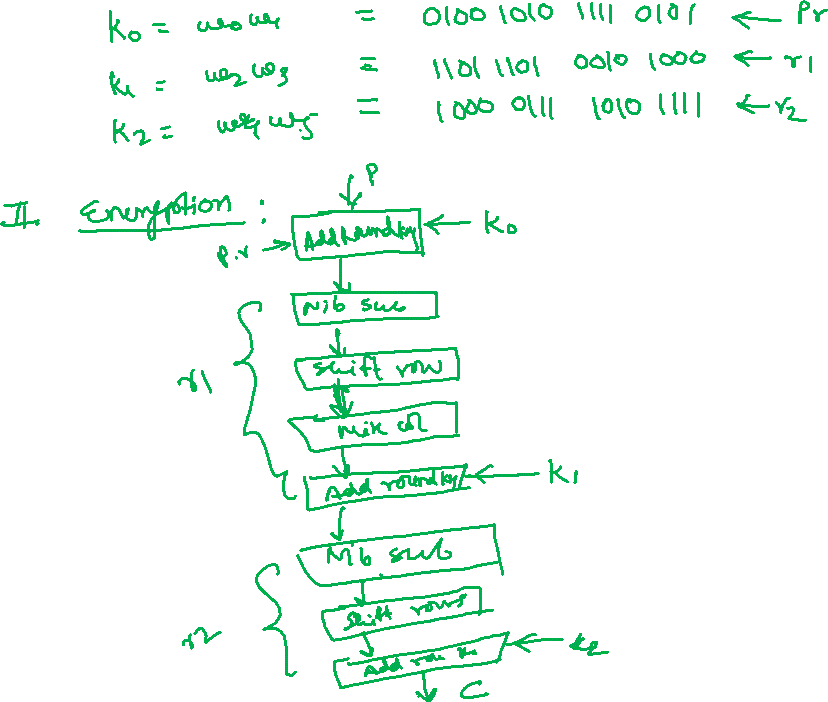 K0 = w0 w1 = 0100 1010 1111 0101 ← Pr
K1 = w2 w3 = 1101 1101 0010 1000 ← r1
K2 = w4 w5 = 1000 0111 1010 1111 ← r2
P
II. Encryption :
Add round key ← K0
P.r →
Nib sub
shift row
r1
Mix col
Add round key ← K1
Nib sub
shift rows
r2
Add ← K2
C